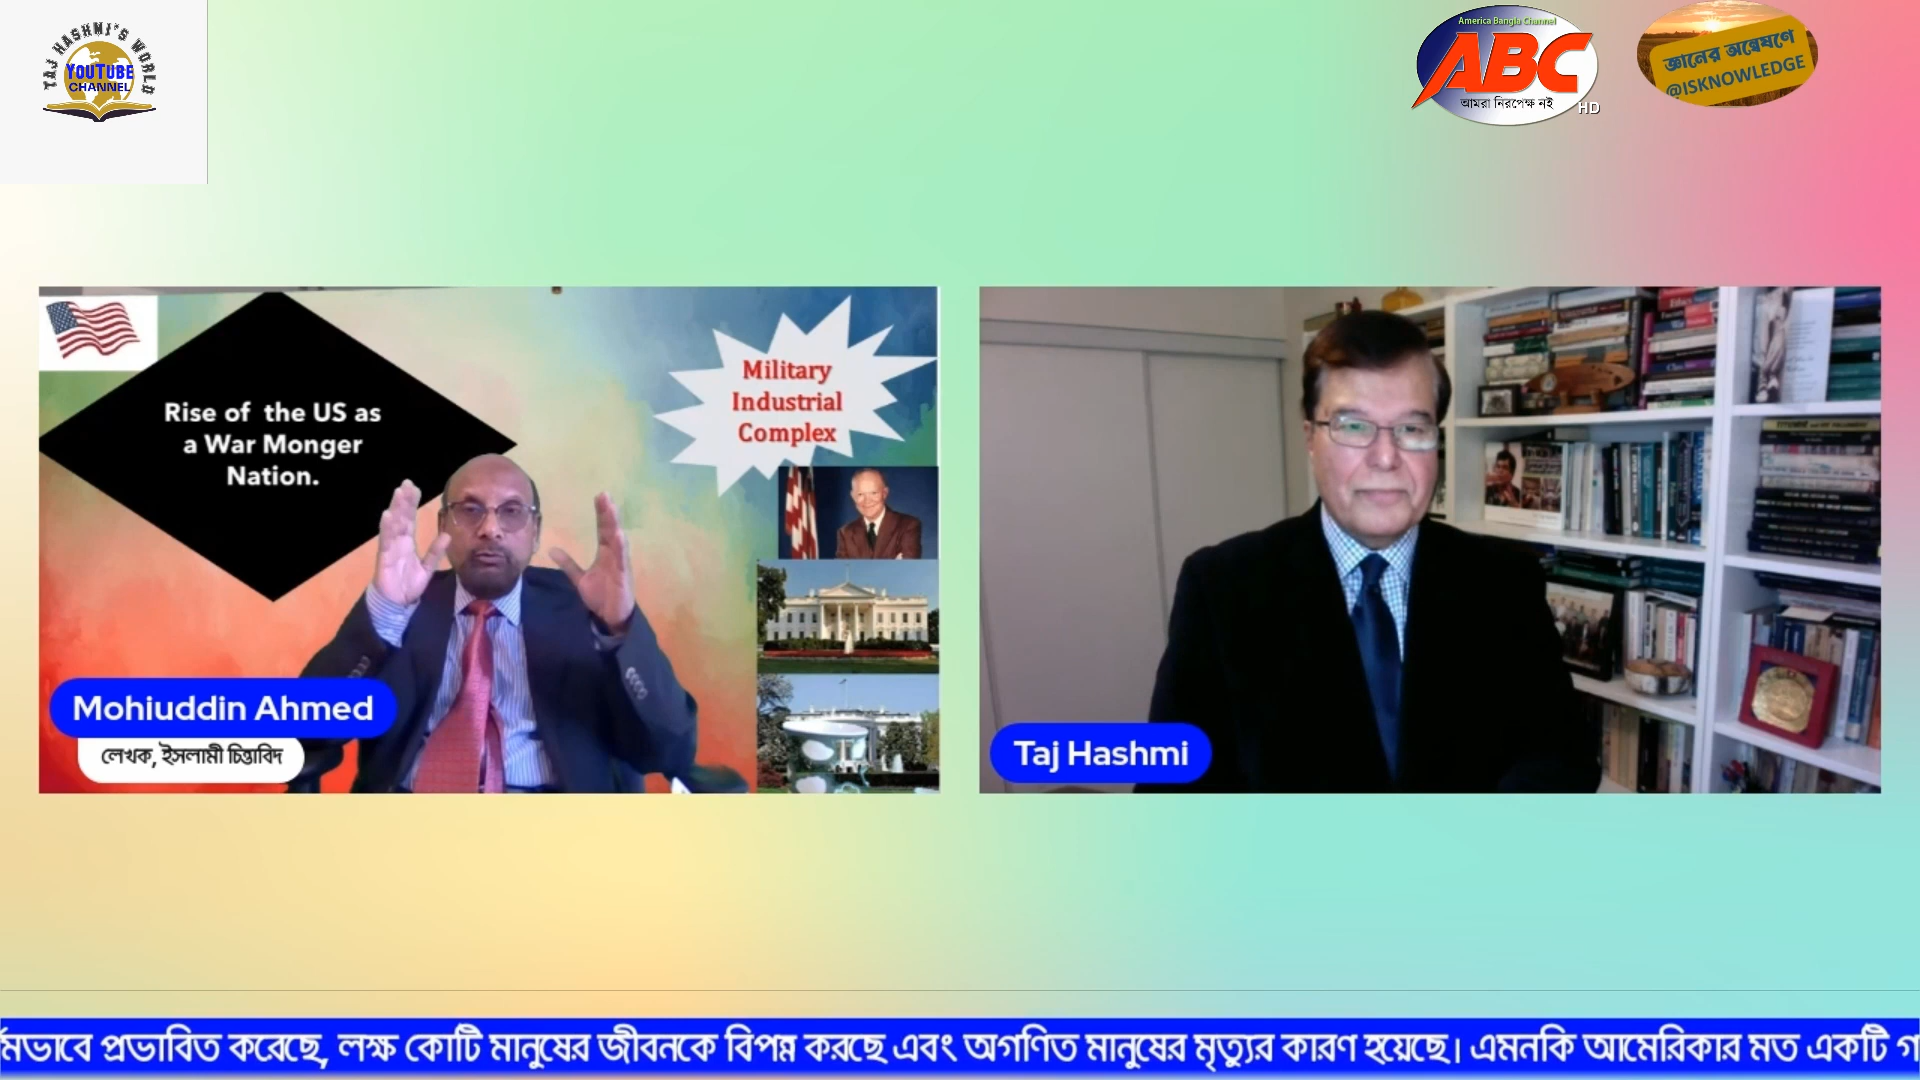 TAJ HASHMI'S WORLD
YOUTUBE
CHANNEL
America Bangla Channel
ABC
আমরা নিরপেক্ষ নই
HD
জ্ঞানের অন্বেষণে
@ISKNOWLEDGE
Rise of the US as
a War Monger
Nation.
Military
Industrial
Complex
Mohiuddin Ahmed
লেখক, ইসলামী চিন্তাবিদ
Taj Hashmi
প্রভাবিত করেছে, লক্ষ কোটি মানুষের জীবনকে বিপন্ন করছে এবং অগণিত মানুষের মৃত্যুর কারণ হয়েছে। এমনকি আমেরিকার মত একটি